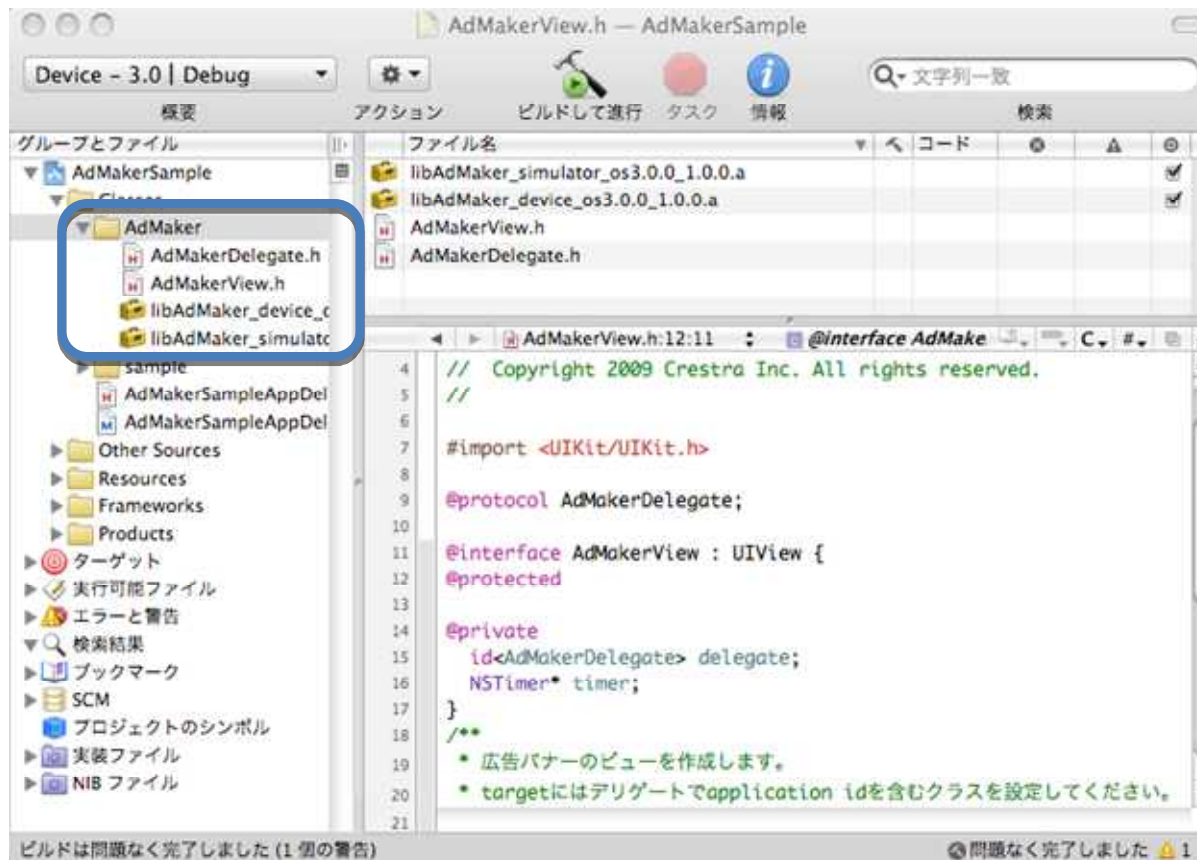 AdMakerView.h — AdMakerSample
Device - 3.0 | Debug
概要
アクション
ビルドして進行
タスク
情報
文字列一致
検索
グループとファイル
AdMakerSample
Classes
AdMaker
AdMakerDelegate.h
AdMakerView.h
libAdMaker_device_o
libAdMaker_simulato
sample
AdMakerSampleAppDel
AdMakerSampleAppDel
Other Sources
Resources
Frameworks
Products
ターゲット
実行可能ファイル
エラーと警告
検索結果
ブックマーク
SCM
プロジェクトのシンボル
実装ファイル
NIB ファイル
ファイル名
コード
libAdMaker_simulator_os3.0.0_1.0.0.a
libAdMaker_device_os3.0.0_1.0.0.a
AdMakerView.h
AdMakerDelegate.h
AdMakerView.h:12:11
@interface AdMake
C
#
4 // Copyright 2009 Crestra Inc. All rights reserved.
5 //
6
7 #import <UIKit/UIKit.h>
8
9 @protocol AdMakerDelegate;
10
11 @interface AdMakerView : UIView {
12 @protected
13
14 @private
15 id<AdMakerDelegate> delegate;
16 NSTimer* timer;
17 }
18 /**
19 * 広告バナーのビューを作成します。
20 * targetにはデリゲートでapplication idを含むクラスを設定してください。
21
ビルドは問題なく完了しました (1 個の警告)
問題なく完了しました
1